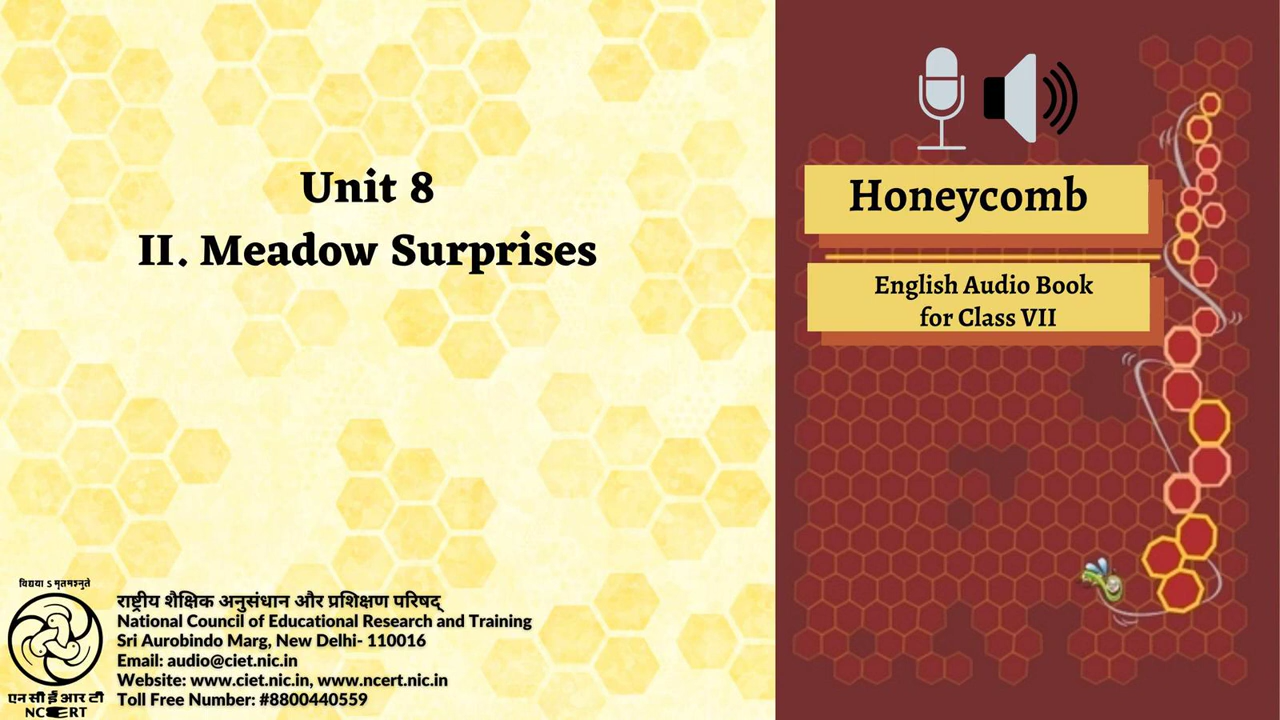 Unit 8
II. Meadow Surprises
Honeycomb
English Audio Book
for Class VII
विद्यया ऽ मृतमश्नुते
एन सी ई आर टी
NCERT
राष्ट्रीय शैक्षिक अनुसंधान और प्रशिक्षण परिषद्
National Council of Educational Research and Training
Sri Aurobindo Marg, New Delhi- 110016
Email: audio@ciet.nic.in
Website: www.ciet.nic.in, www.ncert.nic.in
Toll Free Number: #8800440559